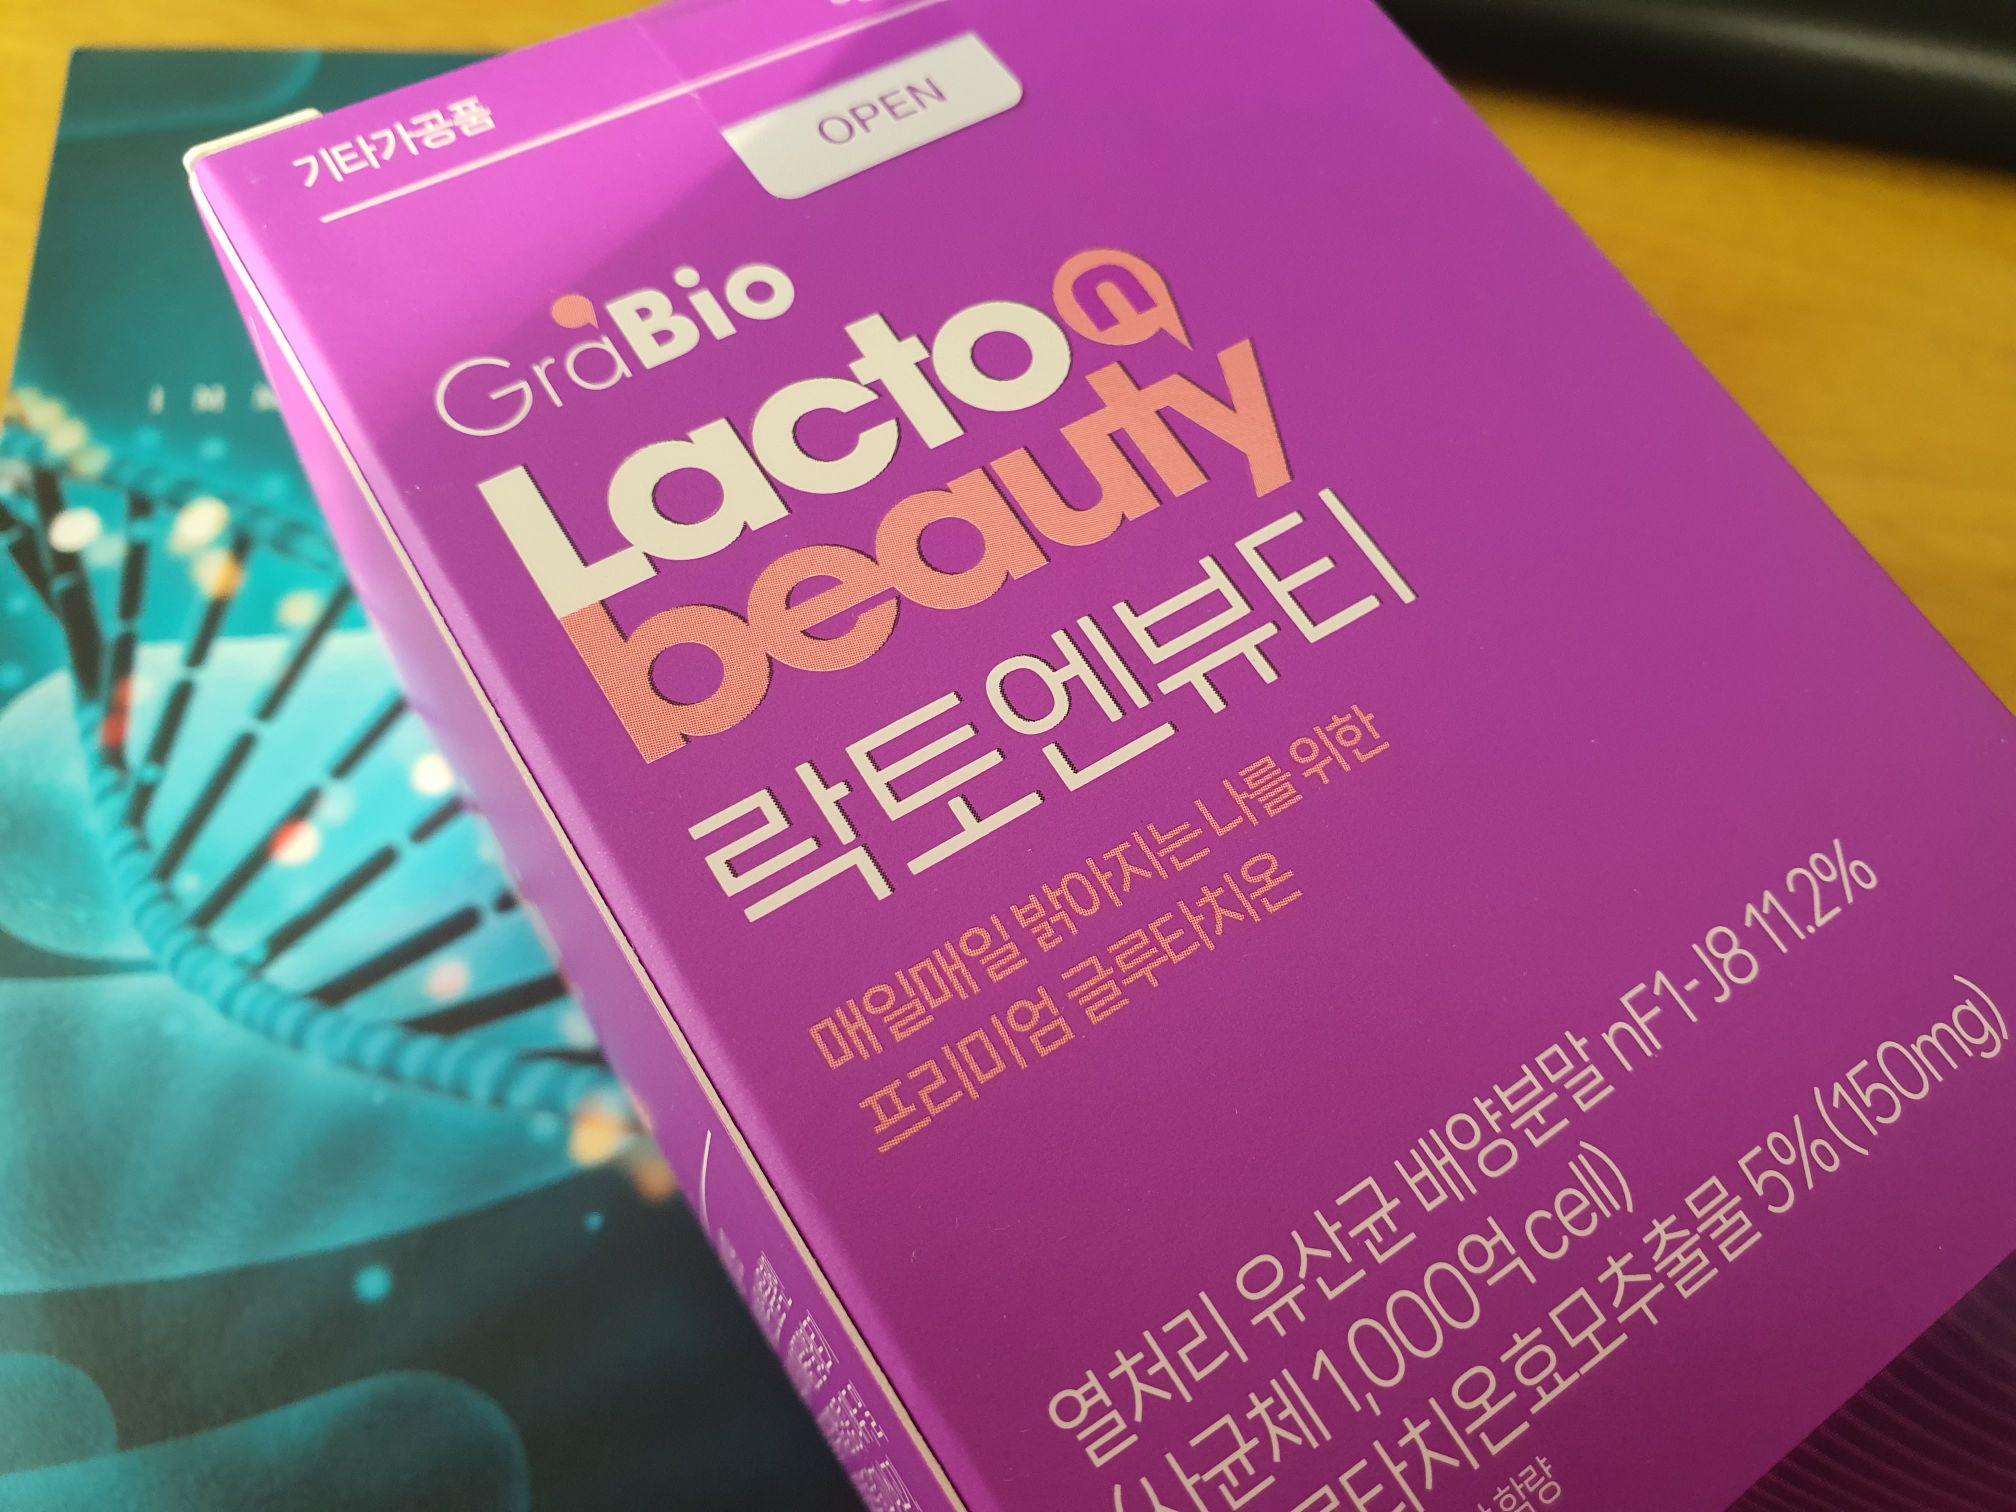 기타가공품
OPEN
GraBio
Lacto n
beauty
락토엔뷰티
매일매일 밝아지는 나를 위한
프리미엄 글루타치온
열처리 유산균 배양분말 nF1-J8 11.2%
(사균체 1,000억 cell)
루타치온효모추출물 5%(150mg)
함량